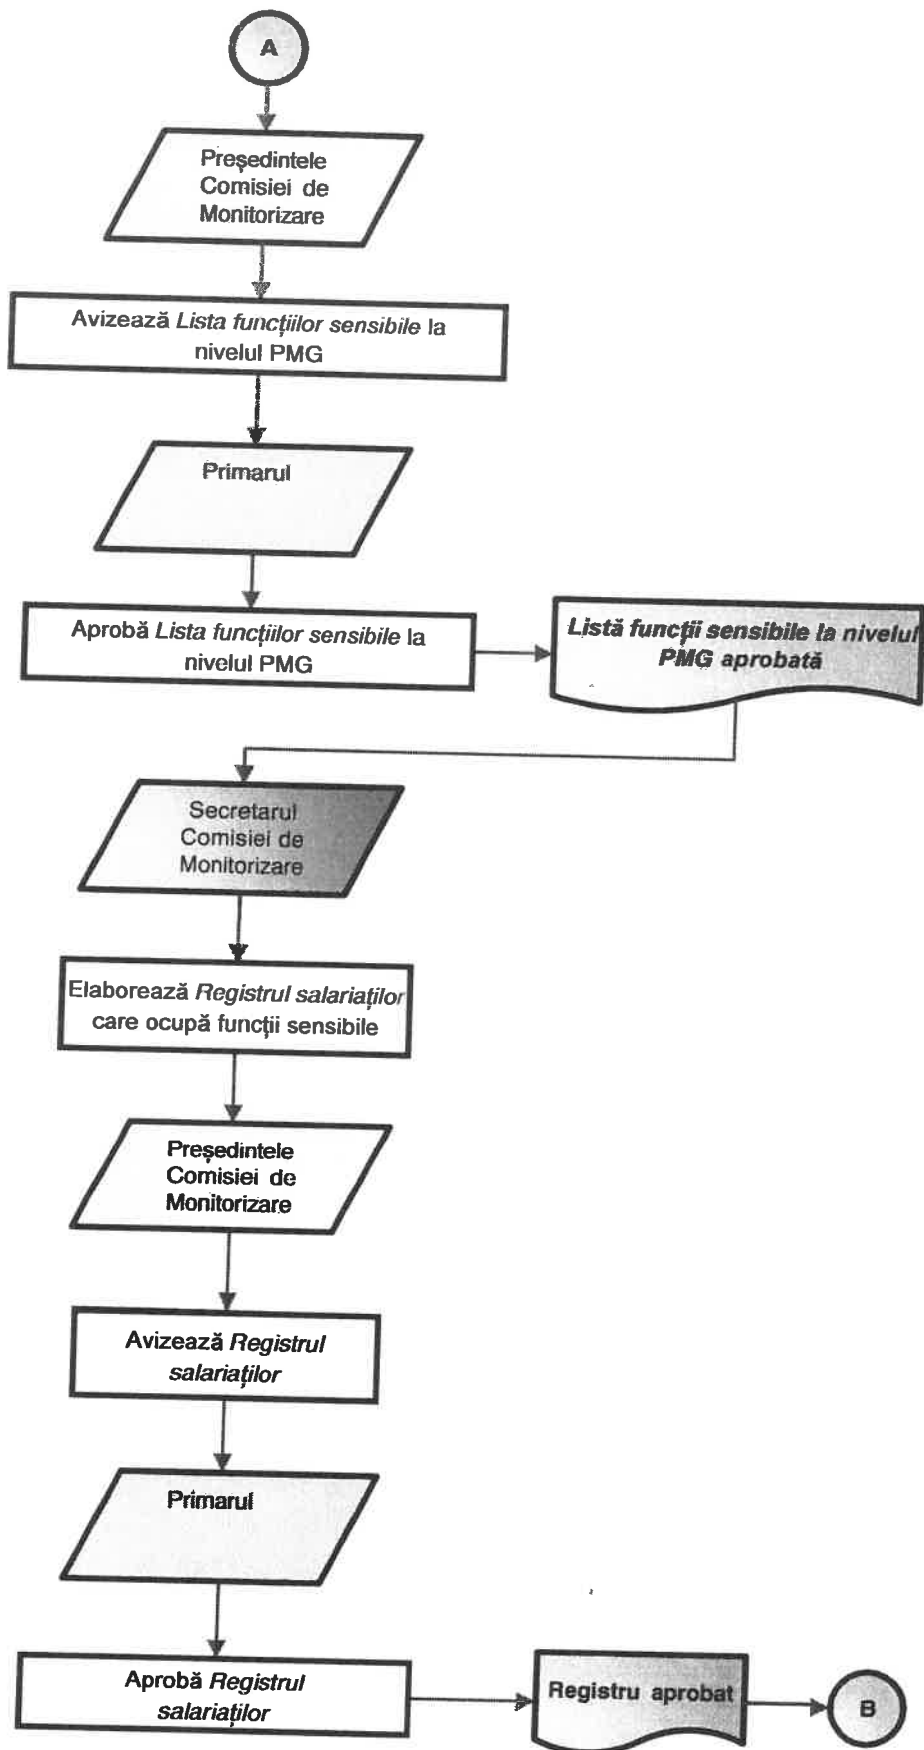 A
Președintele
Comisiei de
Monitorizare
Avizează Lista funcțiilor sensibile la
nivelul PMG
Primarul
Aprobă Lista funcțiilor sensibile la
nivelul PMG
Listă funcții sensibile la nivelul
PMG aprobată
Secretarul
Comisiei de
Monitorizare
Elaborează Registrul salariaților
care ocupă funcții sensibile
Președintele
Comisiei de
Monitorizare
Avizează Registrul
salariaților
Primarul
Aprobă Registrul
salariaților
Registru aprobat
B